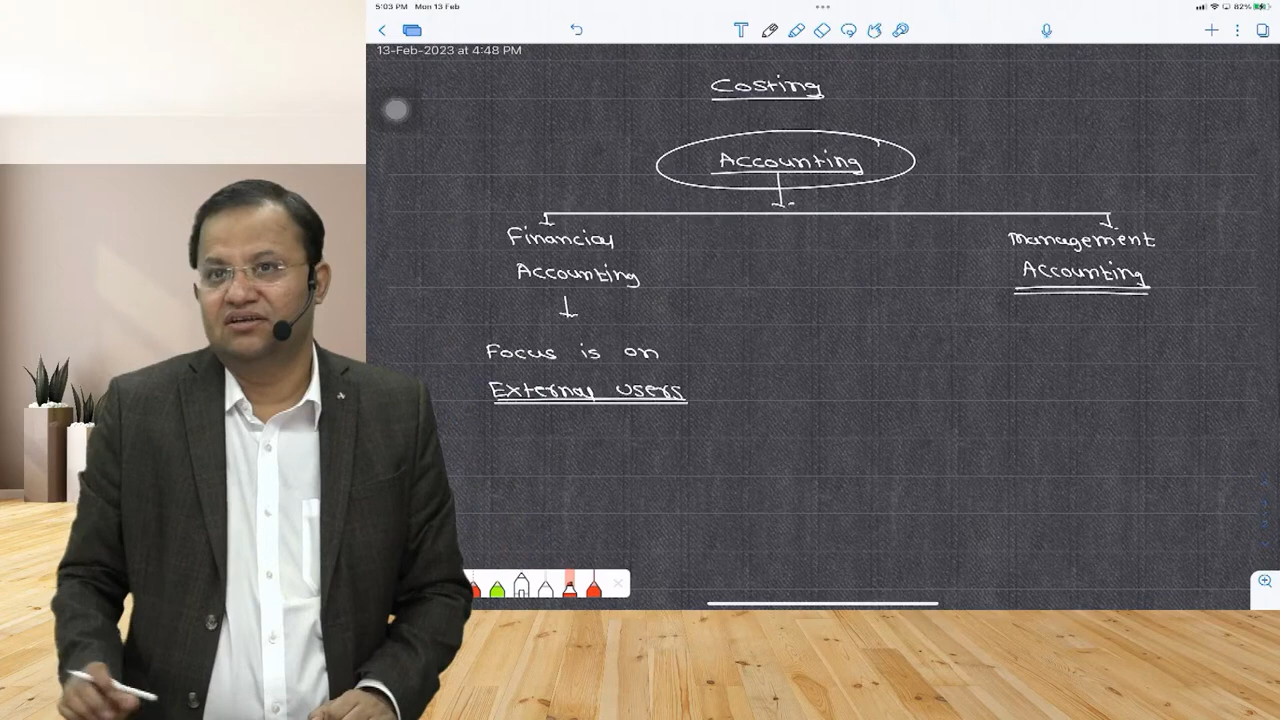 5:03 PM Mon 13 Feb
82%
13-Feb-2023 at 4:48 PM
Costing
Accounting
Financial
Accounting
Management
Accounting
Focus is on
External users